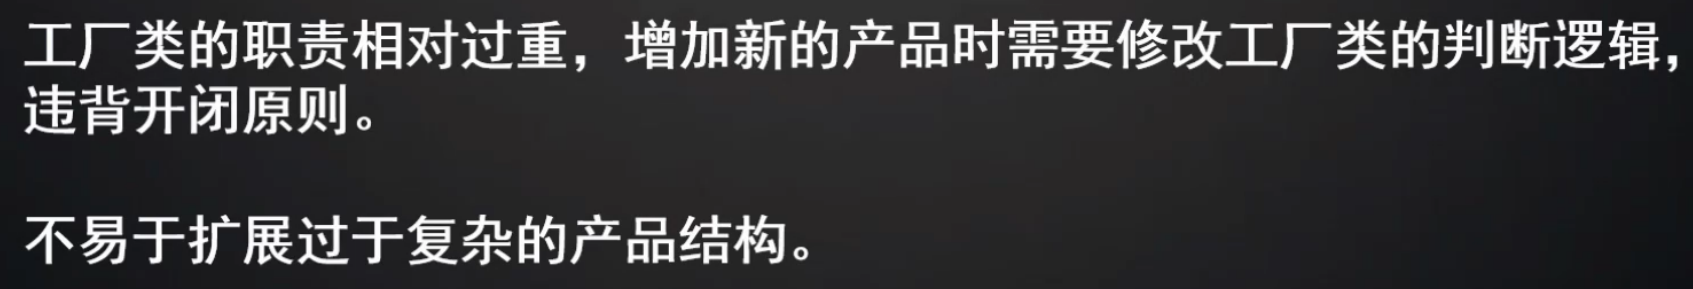 工厂类的职责相对过重，增加新的产品时需要修改工厂类的判断逻辑，
违背开闭原则。
不易于扩展过于复杂的产品结构。